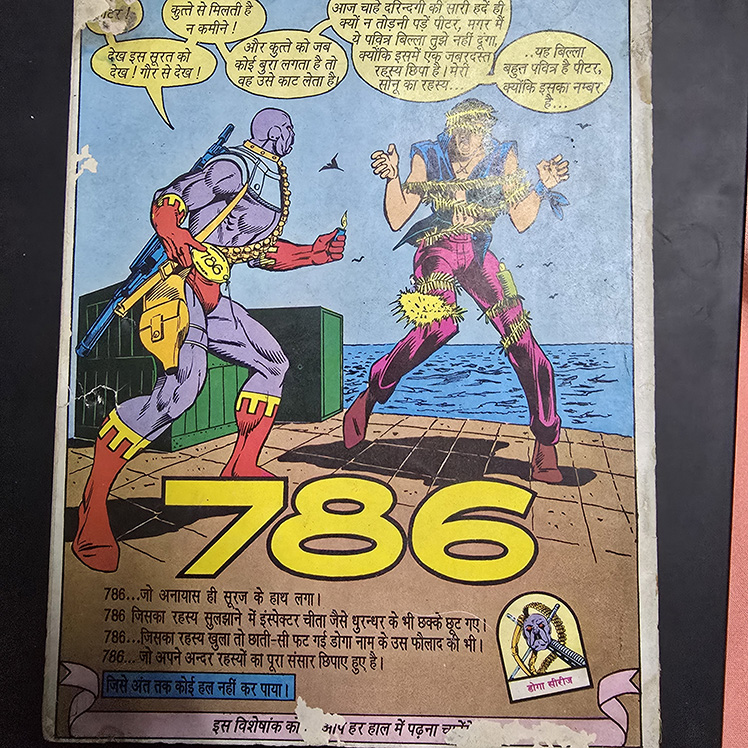 पीटर!
कुत्ते से मिलती है
न कमीने !
देख इस सूरत को
देख ! गौर से देख !
और कुत्ते को जब
कोई बुरा लगता है तो
वह उसे काट लेता है।
आज चाहे दरिन्दगी की सारी हदें ही
क्यों न तोड़नी पड़ें पीटर, मगर मैं
ये पवित्र बिल्ला तुझे नहीं दूंगा,
क्योंकि इसमें एक जबरदस्त
रहस्य छिपा है। मेरी
सोनू का रहस्य...
...यह बिल्ला
बहुत पवित्र है पीटर,
क्योंकि इसका नम्बर
है...
786
786
786...जो अनायास ही सूरज के हाथ लगा।
786 जिसका रहस्य सुलझाने में इंस्पेक्टर चीता जैसे धुरन्धर के भी छक्के छूट गए।
786...जिसका रहस्य खुला तो छाती-सी फट गई डोगा नाम के उस फौलाद की भी।
786...जो अपने अन्दर रहस्यों का पूरा संसार छिपाए हुए है।
जिसे अंत तक कोई हल नहीं कर पाया।
डोगा सीरीज
इस विशेषांक को आप हर हाल में पढ़ना